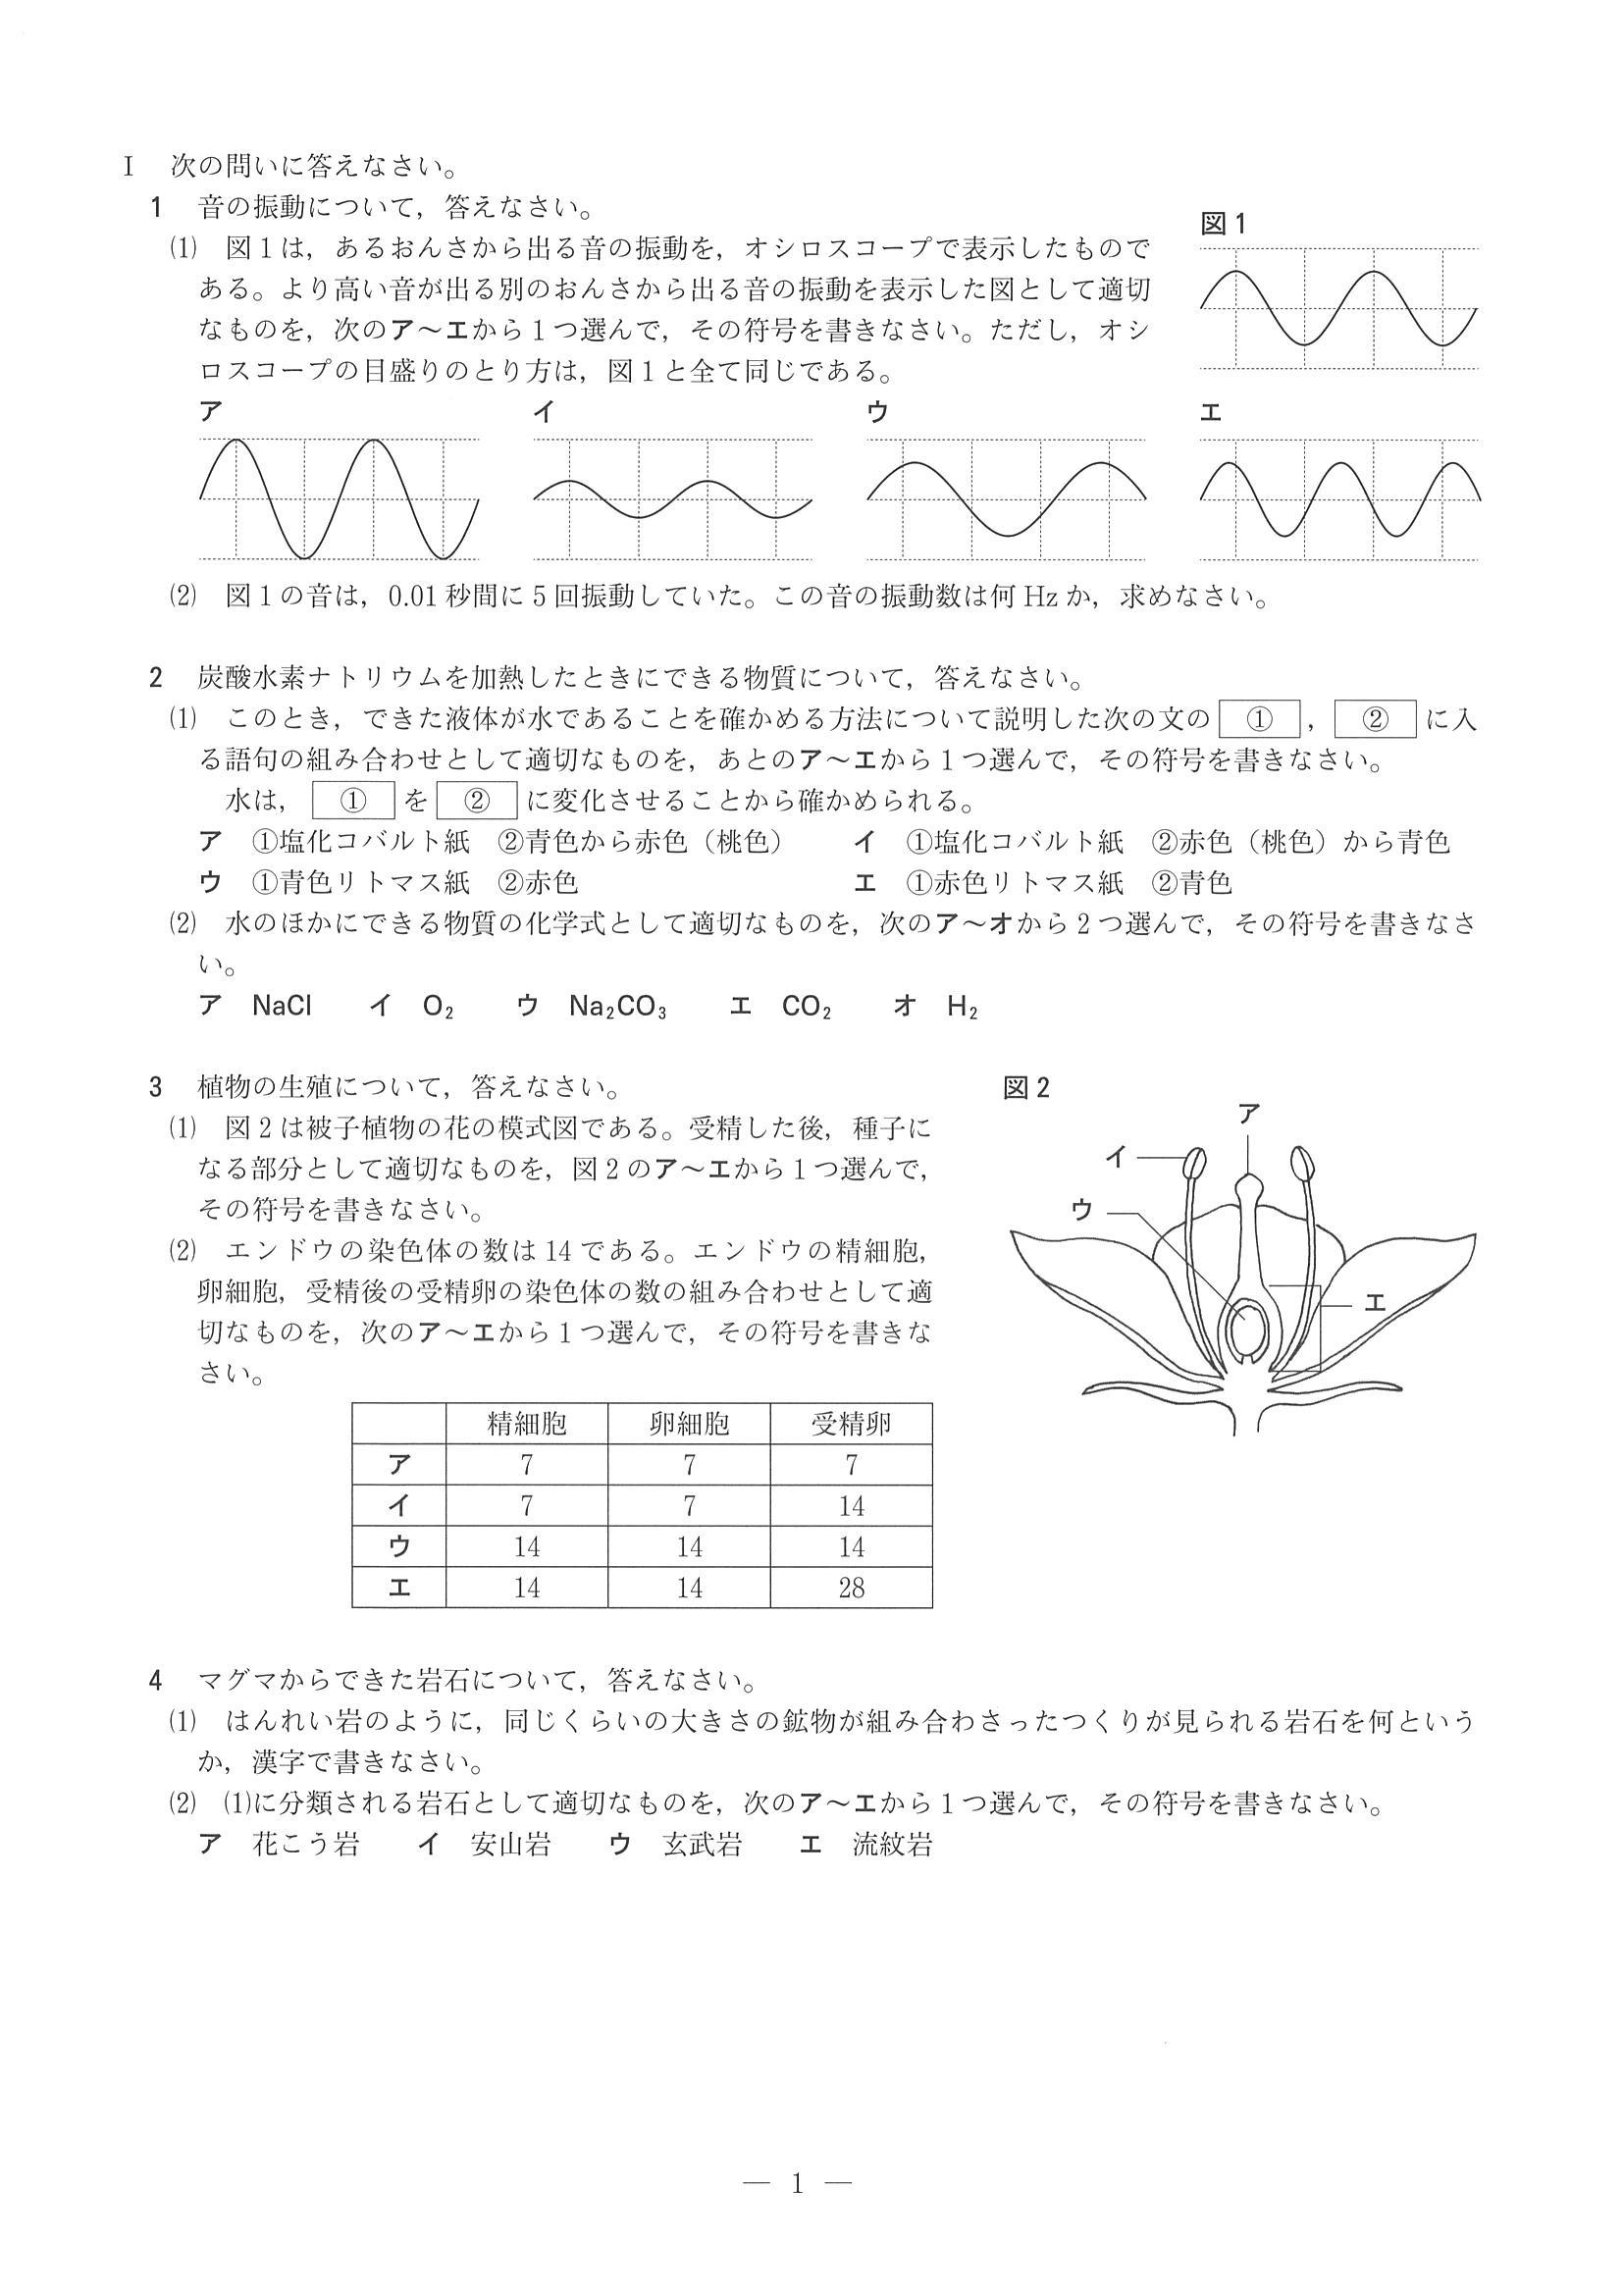 Ⅰ　次の問いに答えなさい。
1　音の振動について，答えなさい。
図1
⑴　図1は，あるおんさから出る音の振動を，オシロスコープで表示したもので
ある。より高い音が出る別のおんさから出る音の振動を表示した図として適切
なものを，次のア～エから1つ選んで，その符号を書きなさい。ただし，オシ
ロスコープの目盛りのとり方は，図1と全て同じである。
ア　イ　ウ　エ
⑵　図1の音は，0.01秒間に5回振動していた。この音の振動数は何Hzか，求めなさい。
2　炭酸水素ナトリウムを加熱したときにできる物質について，答えなさい。
⑴　このとき，できた液体が水であることを確かめる方法について説明した次の文の ① ， ② に入
る語句の組み合わせとして適切なものを，あとのア～エから1つ選んで，その符号を書きなさい。
水は， ① を ② に変化させることから確かめられる。
ア　①塩化コバルト紙　②青色から赤色（桃色）　イ　①塩化コバルト紙　②赤色（桃色）から青色
ウ　①青色リトマス紙　②赤色　エ　①赤色リトマス紙　②青色
⑵　水のほかにできる物質の化学式として適切なものを，次のア～オから2つ選んで，その符号を書きなさ
い。
ア　NaCl　イ　O₂　ウ　Na₂CO₃　エ　CO₂　オ　H₂
3　植物の生殖について，答えなさい。
⑴　図2は被子植物の花の模式図である。受精した後，種子に
なる部分として適切なものを，図2のア～エから1つ選んで，
その符号を書きなさい。
⑵　エンドウの染色体の数は14である。エンドウの精細胞，
卵細胞，受精後の受精卵の染色体の数の組み合わせとして適
切なものを，次のア～エから1つ選んで，その符号を書きな
さい。
図2
ア
イ
ウ
エ
精細胞　卵細胞　受精卵
ア　7　7　7
イ　7　7　14
ウ　14　14　14
エ　14　14　28
4　マグマからできた岩石について，答えなさい。
⑴　はんれい岩のように，同じくらいの大きさの鉱物が組み合わさったつくりが見られる岩石を何という
か，漢字で書きなさい。
⑵　⑴に分類される岩石として適切なものを，次のア～エから1つ選んで，その符号を書きなさい。
ア　花こう岩　イ　安山岩　ウ　玄武岩　エ　流紋岩
― 1 ―